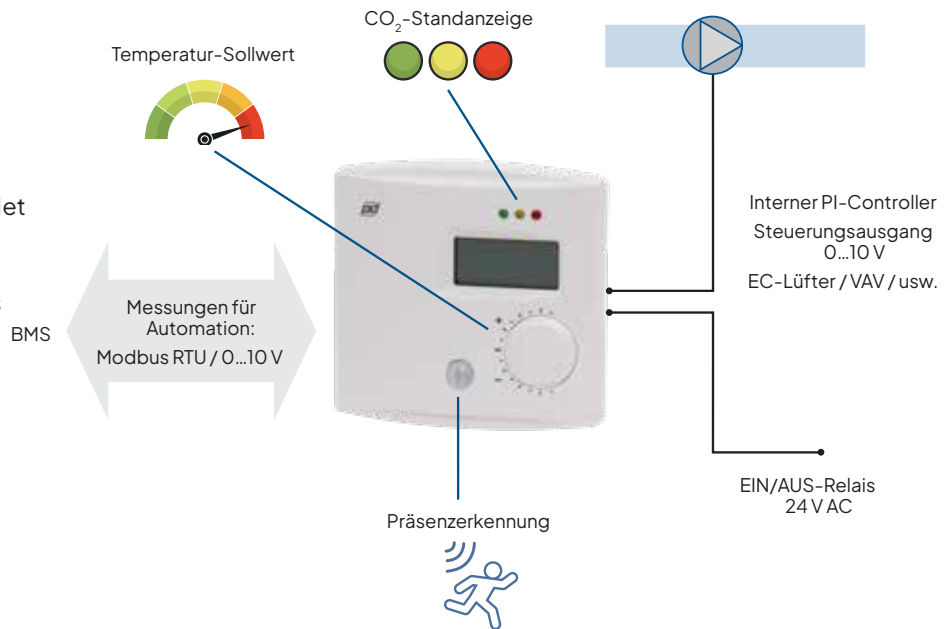 CO₂-Standanzeige
Temperatur-Sollwert
Interner PI-Controller
Steuerungsausgang
0...10 V
EC-Lüfter / VAV / usw.
BMS
Messungen für
Automation:
Modbus RTU / 0...10 V
EIN/AUS-Relais
24 V AC
Präsenzerkennung